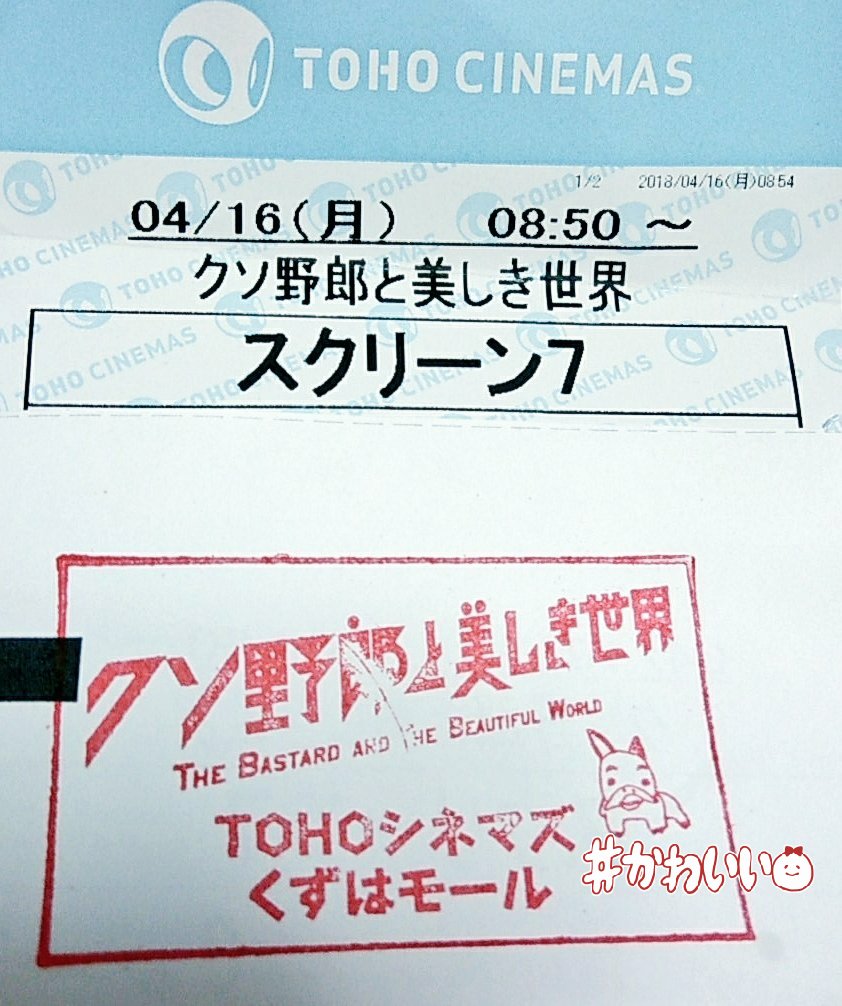 TOHO CINEMAS
1/2 2018/04/16(月)0854
04/16(月) 08:50 ～
クソ野郎と美しき世界
スクリーン7
クソ野郎と美しき世界
THE BASTARD AND THE BEAUTIFUL WORLD
TOHOシネマズ
#かわいい
くずはモール